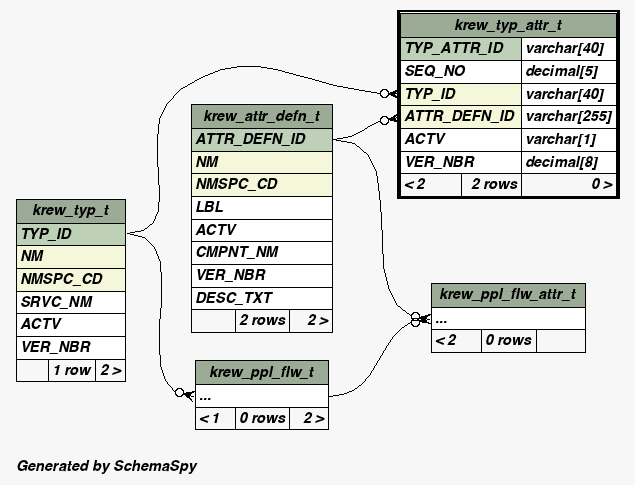 krew_typ_attr_t
TYP_ATTR_ID varchar[40]
SEQ_NO decimal[5]
TYP_ID varchar[40]
ATTR_DEFN_ID varchar[255]
ACTV varchar[1]
VER_NBR decimal[8]
< 2 2 rows 0 >
krew_attr_defn_t
ATTR_DEFN_ID
NM
NMSPC_CD
LBL
ACTV
CMPNT_NM
VER_NBR
DESC_TXT
2 rows 2 >
krew_typ_t
TYP_ID
NM
NMSPC_CD
SRVC_NM
ACTV
VER_NBR
1 row 2 >
krew_ppl_flw_attr_t
...
< 2 0 rows
krew_ppl_flw_t
...
< 1 0 rows 2 >
Generated by SchemaSpy